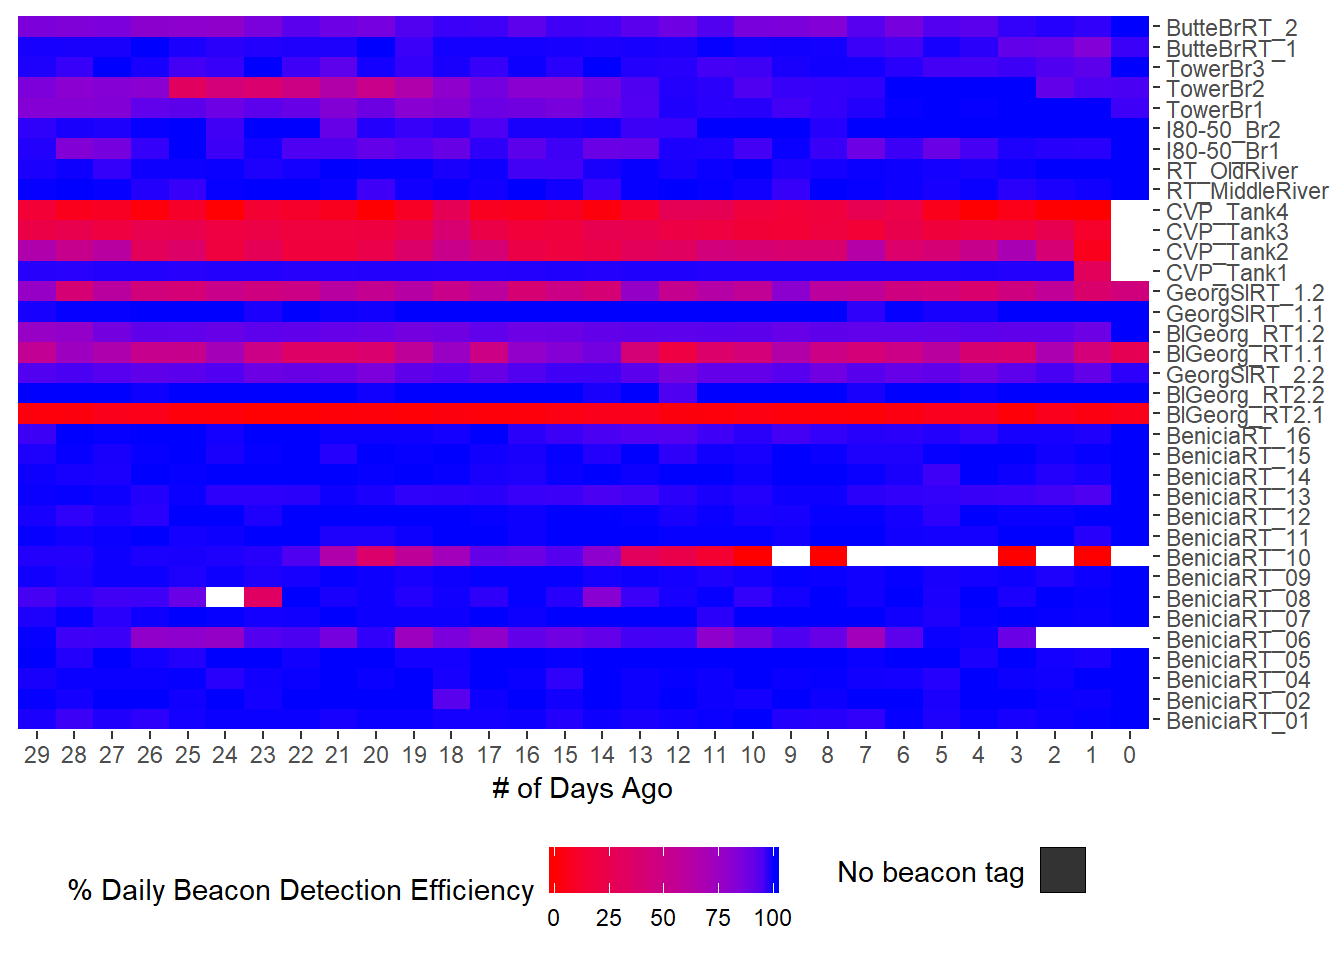 ButteBrRT_2
ButteBrRT_1
TowerBr3
TowerBr2
TowerBr1
I80-50_Br2
I80-50_Br1
RT_OldRiver
RT_MiddleRiver
CVP_Tank4
CVP_Tank3
CVP_Tank2
CVP_Tank1
GeorgSlRT_1.2
GeorgSlRT_1.1
BlGeorg_RT1.2
BlGeorg_RT1.1
GeorgSlRT_2.2
BlGeorg_RT2.2
BlGeorg_RT2.1
BeniciaRT_16
BeniciaRT_15
BeniciaRT_14
BeniciaRT_13
BeniciaRT_12
BeniciaRT_11
BeniciaRT_10
BeniciaRT_09
BeniciaRT_08
BeniciaRT_07
BeniciaRT_06
BeniciaRT_05
BeniciaRT_04
BeniciaRT_02
BeniciaRT_01
29 28 27 26 25 24 23 22 21 20 19 18 17 16 15 14 13 12 11 10 9 8 7 6 5 4 3 2 1 0
# of Days Ago
% Daily Beacon Detection Efficiency
0 25 50 75 100
No beacon tag